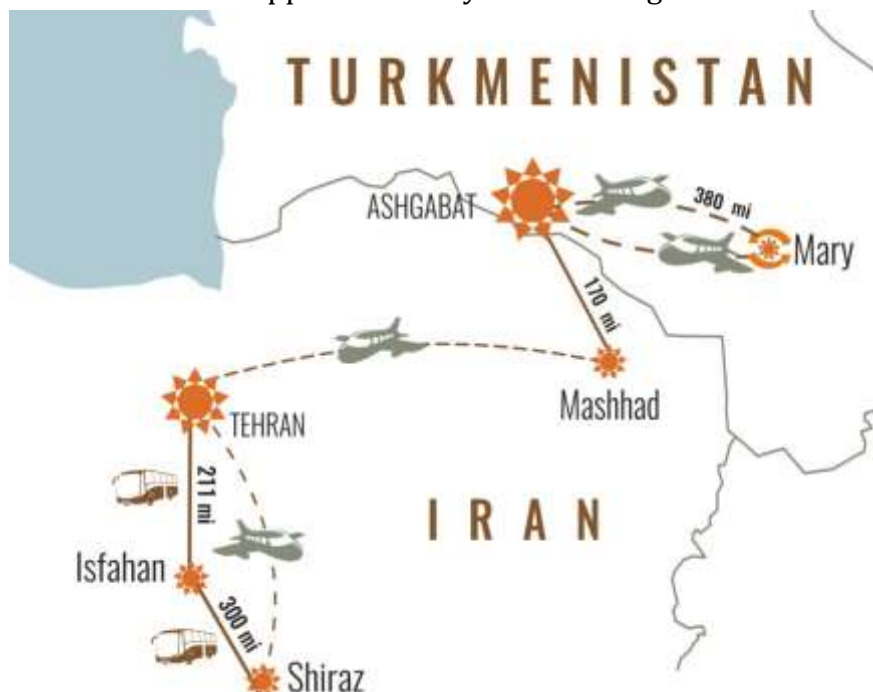 TURKMENISTAN
ASHGABAT
380 mi
Mary
170 mi
Mashhad
TEHRAN
211 mi
IRAN
Isfahan
300 mi
Shiraz